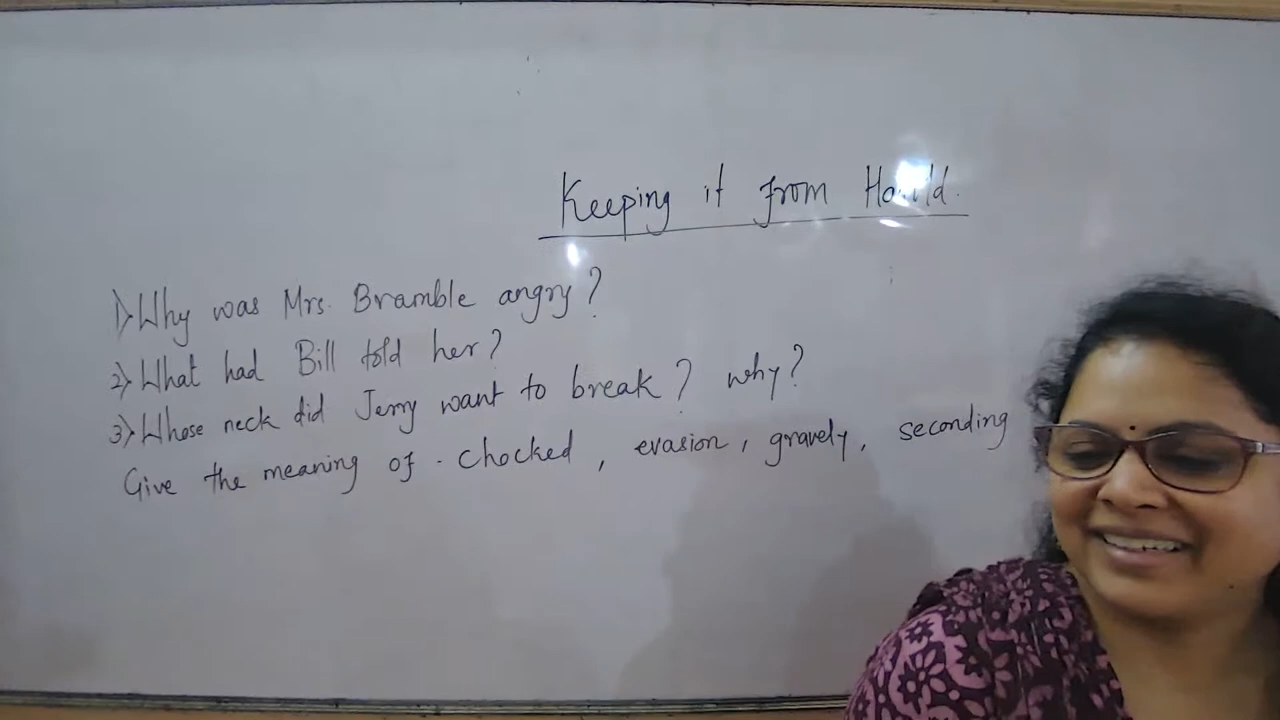 Keeping it from
1) Why was Mrs. Bramble angry?
2) What had Bill told her?
3) Whose neck did Jerry want to break? why?
Give the meaning of - chocked, evasion, gravely, seconding